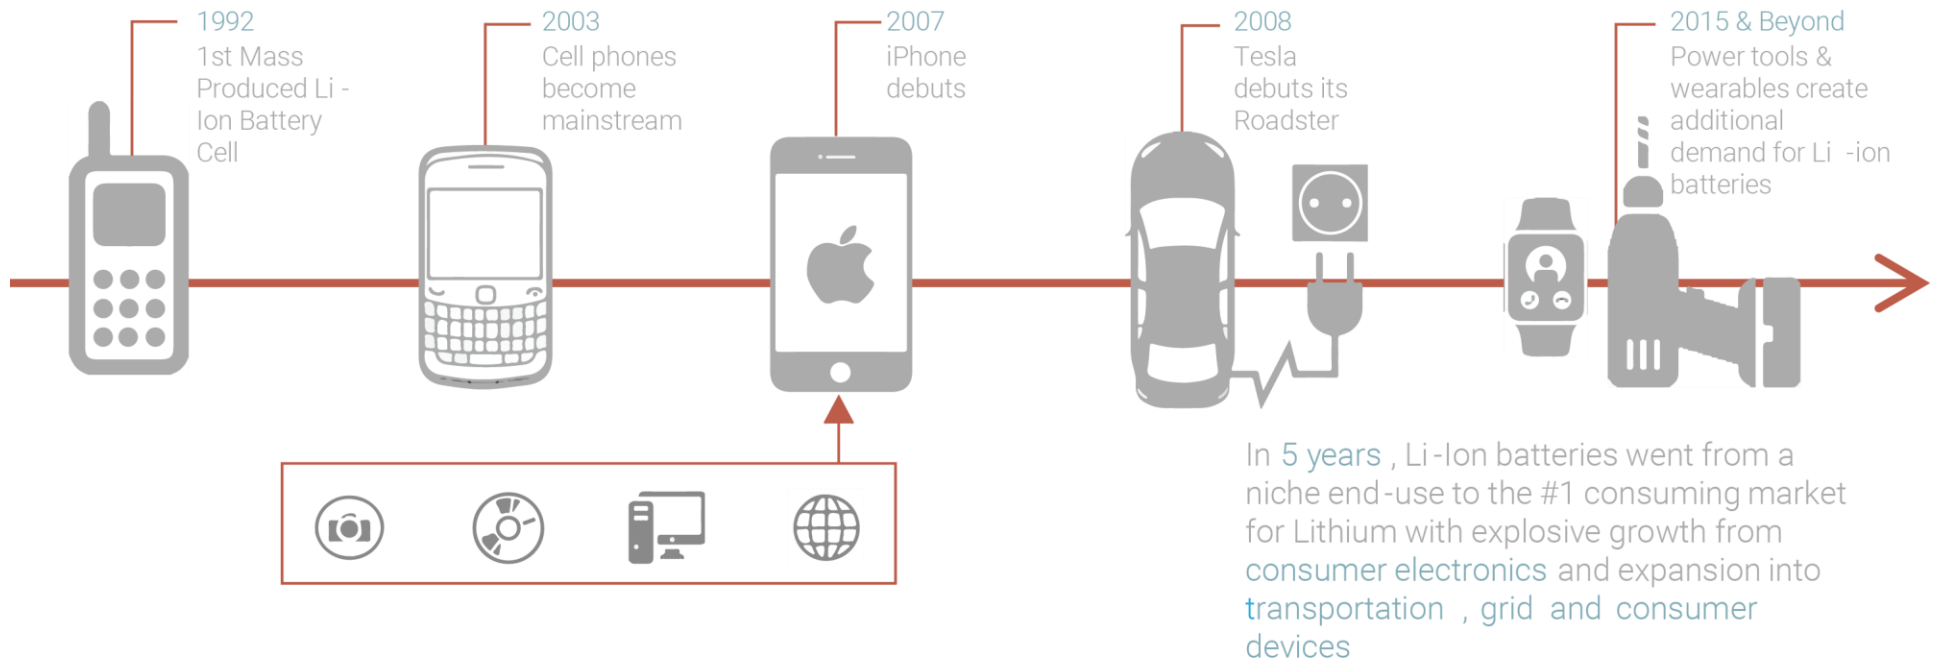 1992
1st Mass
Produced Li -
Ion Battery
Cell
2003
Cell phones
become
mainstream
2007
iPhone
debuts
2008
Tesla
debuts its
Roadster
2015 & Beyond
Power tools &
wearables create
additional
demand for Li -ion
batteries
In 5 years , Li-Ion batteries went from a
niche end-use to the #1 consuming market
for Lithium with explosive growth from
consumer electronics and expansion into
transportation , grid and consumer
devices